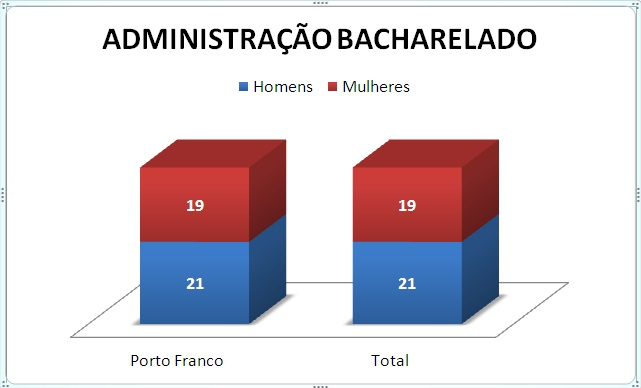 ADMINISTRAÇÃO BACHARELADO
Homens Mulheres
19 19
21 21
Porto Franco Total